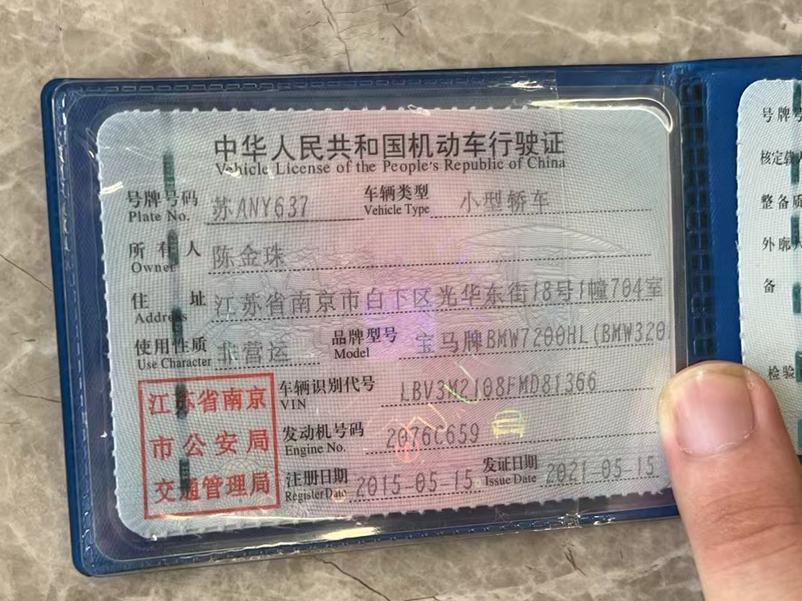 中华人民共和国机动车行驶证
Vehicle License of the People's Republic of China
号牌号码 苏ANY637 车辆类型 小型轿车
Plate No. Vehicle Type
所有人 陈金珠
Owner
住址 江苏省南京市白下区光华东街18号1幢704室
Address
使用性质 非营运 品牌型号 宝马牌BMW7200HL(BMW320
Use Character Model
江苏省南京
市公安局
交通管理局
车辆识别代号 LBV3M2108FMD81366
VIN
发动机号码 2076C659
Engine No.
注册日期 2015-05-15 发证日期 2021-05-15
Register Date Issue Date
号牌号
核定载
整备质
外廓
备
检验